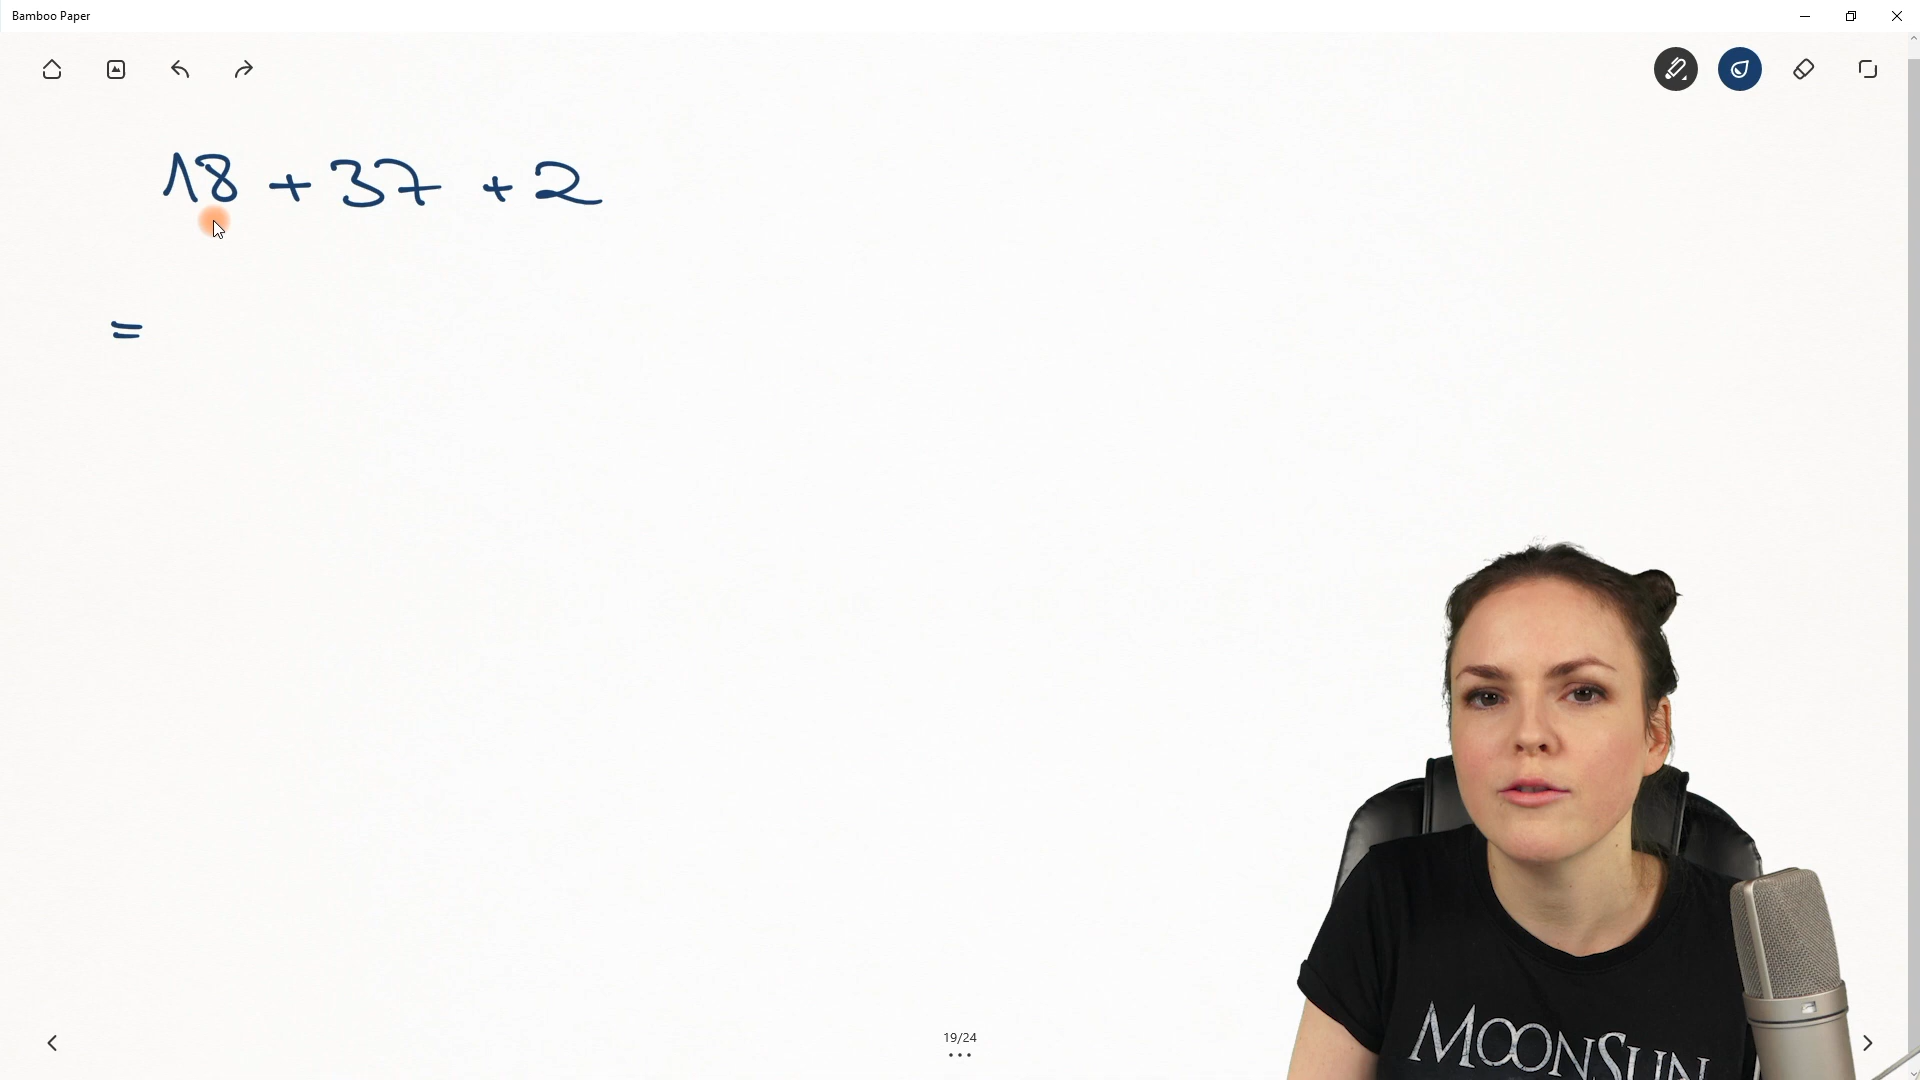 Bamboo Paper
18 + 37 + 2
=
19/24
MOONSUN